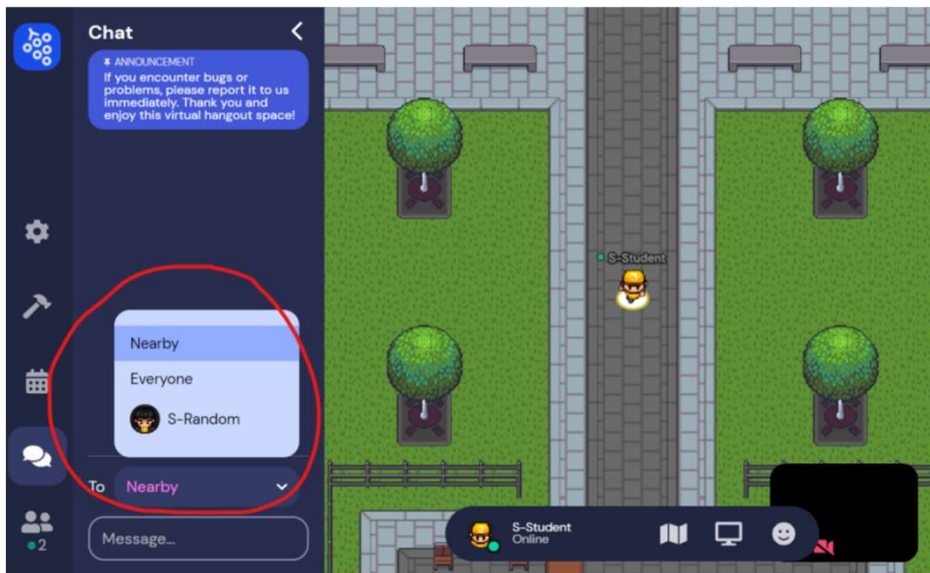 Chat
ANNOUNCEMENT
If you encounter bugs or
problems, please report it to us
immediately. Thank you and
enjoy this virtual hangout space!
S-Student
Nearby
Everyone
S-Random
To Nearby
Message...
2
S-Student
Online